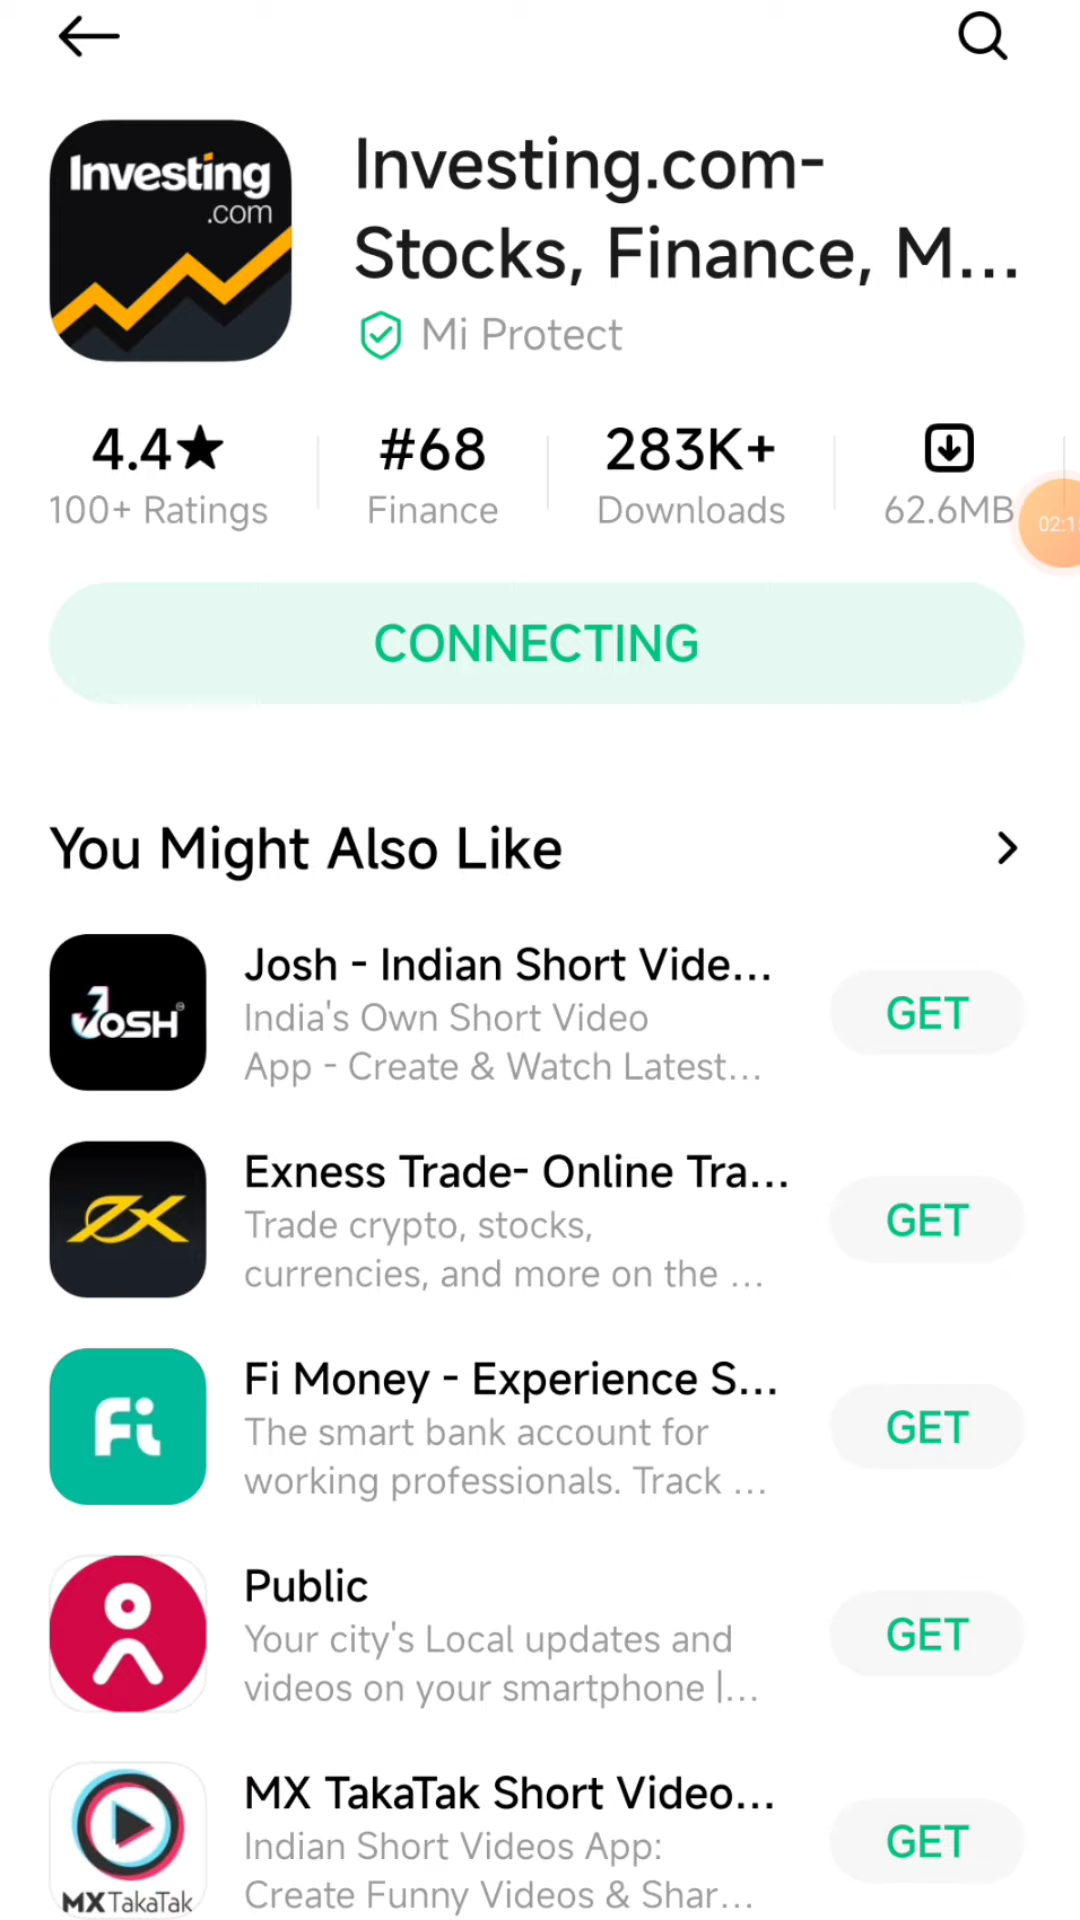 Investing
.com
Investing.com-
Stocks, Finance, M...
Mi Protect
4.4★ #68 283K+
100+ Ratings Finance Downloads 62.6MB
02:1
CONNECTING
You Might Also Like
JOSH
Josh - Indian Short Vide...
India's Own Short Video
App - Create & Watch Latest...
GET
Exness Trade- Online Tra...
Trade crypto, stocks,
currencies, and more on the ...
GET
Fi
Fi Money - Experience S...
The smart bank account for
working professionals. Track ...
GET
Public
Your city's Local updates and
videos on your smartphone |...
GET
MXTakaTak
MX TakaTak Short Video...
Indian Short Videos App:
Create Funny Videos & Shar...
GET